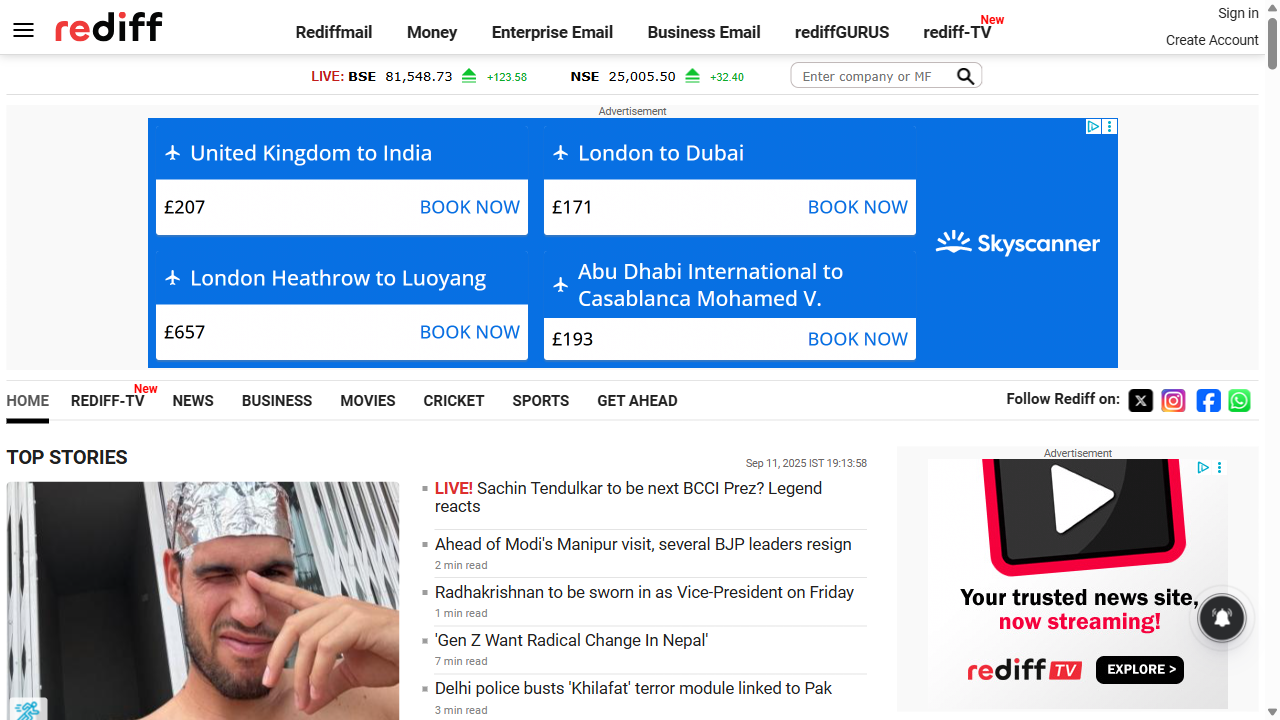 rediff
Rediffmail
Money
Enterprise Email
Business Email
rediffGURUS
rediff-TV
New
Sign in
Create Account
LIVE: BSE 81,548.73 +123.58
NSE 25,005.50 +32.40
Enter company or MF
Advertisement
United Kingdom to India
£207 BOOK NOW
London to Dubai
£171 BOOK NOW
London Heathrow to Luoyang
£657 BOOK NOW
Abu Dhabi International to
Casablanca Mohamed V.
£193 BOOK NOW
Skyscanner
HOME
REDIFF-TV
New
NEWS
BUSINESS
MOVIES
CRICKET
SPORTS
GET AHEAD
Follow Rediff on:
TOP STORIES
Sep 11, 2025 IST 19:13:58
LIVE! Sachin Tendulkar to be next BCCI Prez? Legend
reacts
Ahead of Modi's Manipur visit, several BJP leaders resign
2 min read
Radhakrishnan to be sworn in as Vice-President on Friday
1 min read
'Gen Z Want Radical Change In Nepal'
7 min read
Delhi police busts 'Khilafat' terror module linked to Pak
3 min read
Advertisement
Your trusted news site,
now streaming!
rediff TV
EXPLORE >